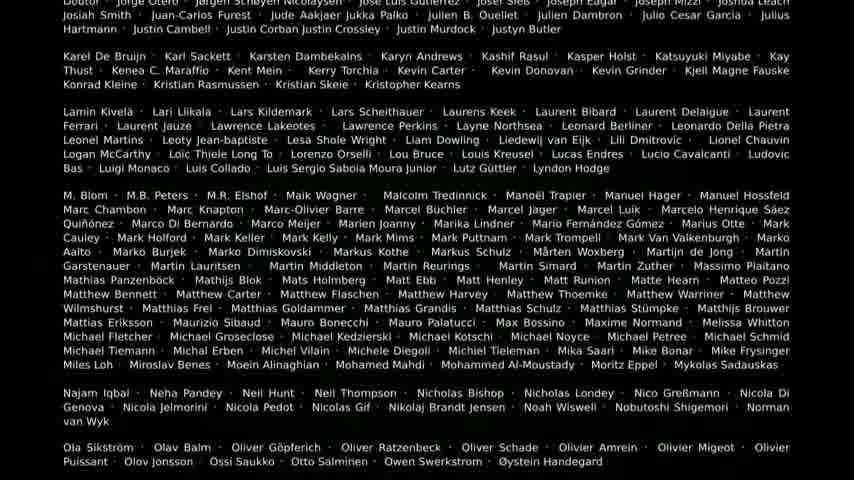 Doutor · Jorge Otero · Jørgen Schøyen Nicolaysen · José Luis Gutiérrez · Josef Sieß · Joseph Eagar · Joseph Mizzi · Joshua Leach
Josiah Smith · Juan-Carlos Furest · Jude Aakjaer Jukka Palko · Julien B. Ouellet · Julien Dambron · Julio Cesar Garcia · Julius
Hartmann · Justin Cambell · Justin Corban Justin Crossley · Justin Murdock · Justyn Butler
Karel De Bruijn · Karl Sackett · Karsten Dambekalns · Karyn Andrews · Kashif Rasul · Kasper Holst · Katsuyuki Miyabe · Kay
Thust · Kenea C. Maraffio · Kent Mein · Kerry Torchia · Kevin Carter · Kevin Donovan · Kevin Grinder · Kjell Magne Fauske
Konrad Kleine · Kristian Rasmussen · Kristian Skeie · Kristopher Kearns
Lamin Kivelä · Lari Liikala · Lars Kildemark · Lars Scheithauer · Laurens Keek · Laurent Bibard · Laurent Delaigue · Laurent
Ferrari · Laurent Jauze · Lawrence Lakeotes · Lawrence Perkins · Layne Northsea · Leonard Berliner · Leonardo Della Pietra
Leonel Martins · Leoty Jean-baptiste · Lesa Shole Wright · Liam Dowling · Liedewij van Eijk · Lili Dmitrovic · Lionel Chauvin
Logan McCarthy · Loïc Thiele Long To · Lorenzo Orselli · Lou Bruce · Louis Kreusel · Lucas Endres · Lucio Cavalcanti · Ludovic
Bas · Luigi Monaco · Luis Collado · Luis Sergio Saboia Moura Junior · Lutz Güttler · Lyndon Hodge
M. Blom · M.B. Peters · M.R. Elshof · Maik Wagner · Malcolm Tredinnick · Manoël Trapier · Manuel Hager · Manuel Hossfeld
Marc Chambon · Marc Knapton · Marc-Olivier Barre · Marcel Büchler · Marcel Jäger · Marcel Luik · Marcelo Henrique Sáez
Quiñónez · Marco Di Bernardo · Marco Meijer · Marien Joanny · Marika Lindner · Mario Fernández Gómez · Marius Otte · Mark
Cauley · Mark Holford · Mark Keller · Mark Kelly · Mark Mims · Mark Puttnam · Mark Trompell · Mark Van Valkenburgh · Marko
Aalto · Marko Burjek · Marko Dimiskovski · Markus Kothe · Markus Schulz · Mårten Woxberg · Martijn de Jong · Martin
Garstenauer · Martin Lauritsen · Martin Middleton · Martin Reurings · Martin Simard · Martin Zuther · Massimo Plaitano
Mathias Panzenböck · Mathijs Blok · Mats Holmberg · Matt Ebb · Matt Henley · Matt Runion · Matte Hearn · Matteo Pozzi
Matthew Bennett · Matthew Carter · Matthew Flaschen · Matthew Harvey · Matthew Thoemke · Matthew Warriner · Matthew
Wilmshurst · Matthias Frel · Matthias Goldammer · Matthias Grandis · Matthias Schulz · Matthias Stümpke · Matthijs Brouwer
Mattias Eriksson · Maurizio Sibaud · Mauro Bonecchi · Mauro Palatucci · Max Bossino · Maxime Normand · Melissa Whitton
Michael Fletcher · Michael Groseclose · Michael Kedzierski · Michael Kotschi · Michael Noyce · Michael Petree · Michael Schmid
Michael Tiemann · Michal Erben · Michel Vilain · Michele Diegoli · Michiel Tieleman · Mika Saari · Mike Bonar · Mike Frysinger
Miles Loh · Miroslav Benes · Moein Alinaghian · Mohamed Mahdi · Mohammed Al-Moustady · Moritz Eppel · Mykolas Sadauskas
Najam Iqbal · Neha Pandey · Neil Hunt · Neil Thompson · Nicholas Bishop · Nicholas Londey · Nico Greßmann · Nicola Di
Genova · Nicola Jelmorini · Nicola Pedot · Nicolas Gif · Nikolaj Brandt Jensen · Noah Wiswell · Nobutoshi Shigemori · Norman
van Wyk
Ola Sikström · Olav Balm · Oliver Göpferich · Oliver Ratzenbeck · Oliver Schade · Olivier Amrein · Olivier Migeot · Olivier
Puissant · Olov Jonsson · Ossi Saukko · Otto Salminen · Owen Swerkstrom · Øystein Handegard